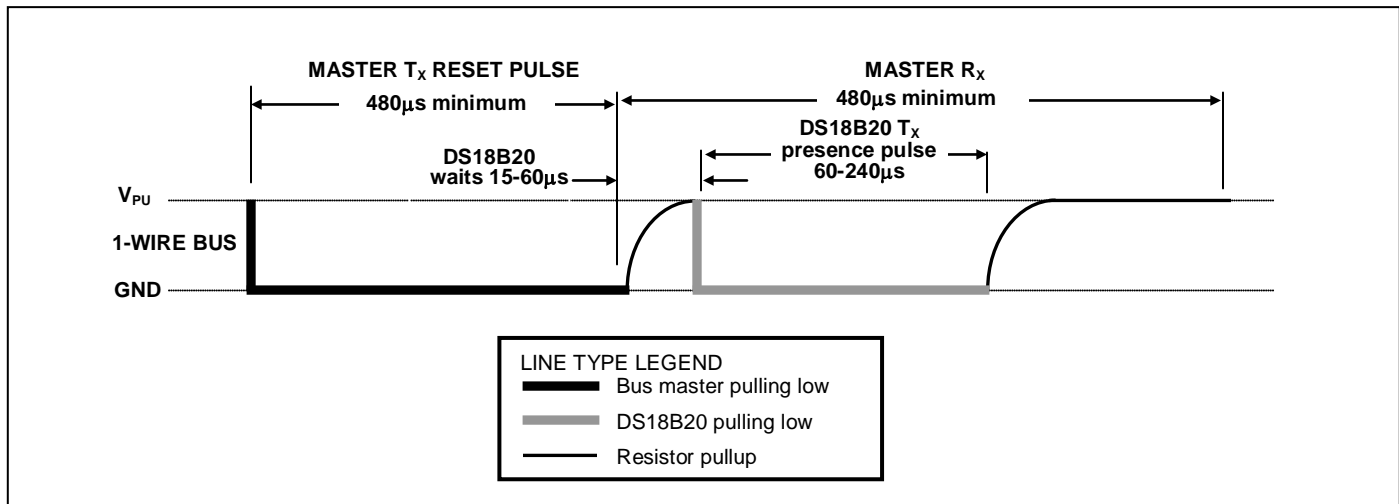 MASTER TX RESET PULSE
480μs minimum
MASTER RX
480μs minimum
DS18B20 TX
presence pulse
60-240μs
DS18B20
waits 15-60μs
VPU
1-WIRE BUS
GND
LINE TYPE LEGEND
Bus master pulling low
DS18B20 pulling low
Resistor pullup